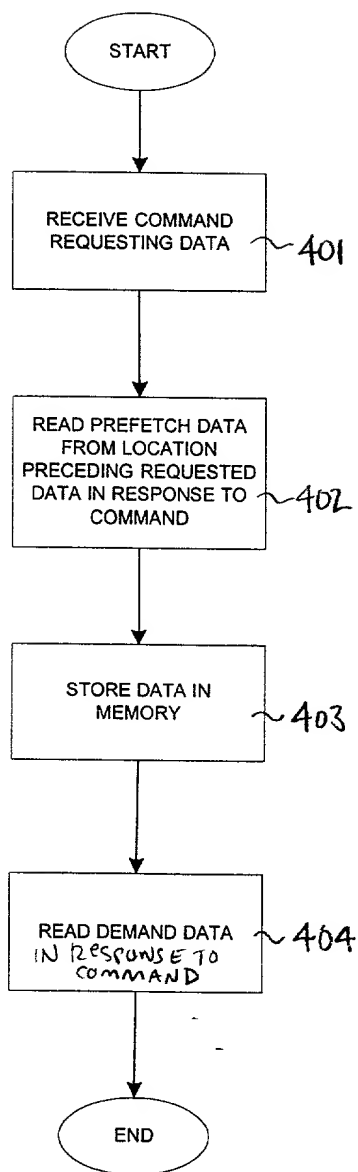 START
RECEIVE COMMAND
REQUESTING DATA
401
READ PREFETCH DATA
FROM LOCATION
PRECEDING REQUESTED
DATA IN RESPONSE TO
COMMAND
402
STORE DATA IN
MEMORY
403
READ DEMAND DATA
IN RESPONSE TO
COMMAND
404
END